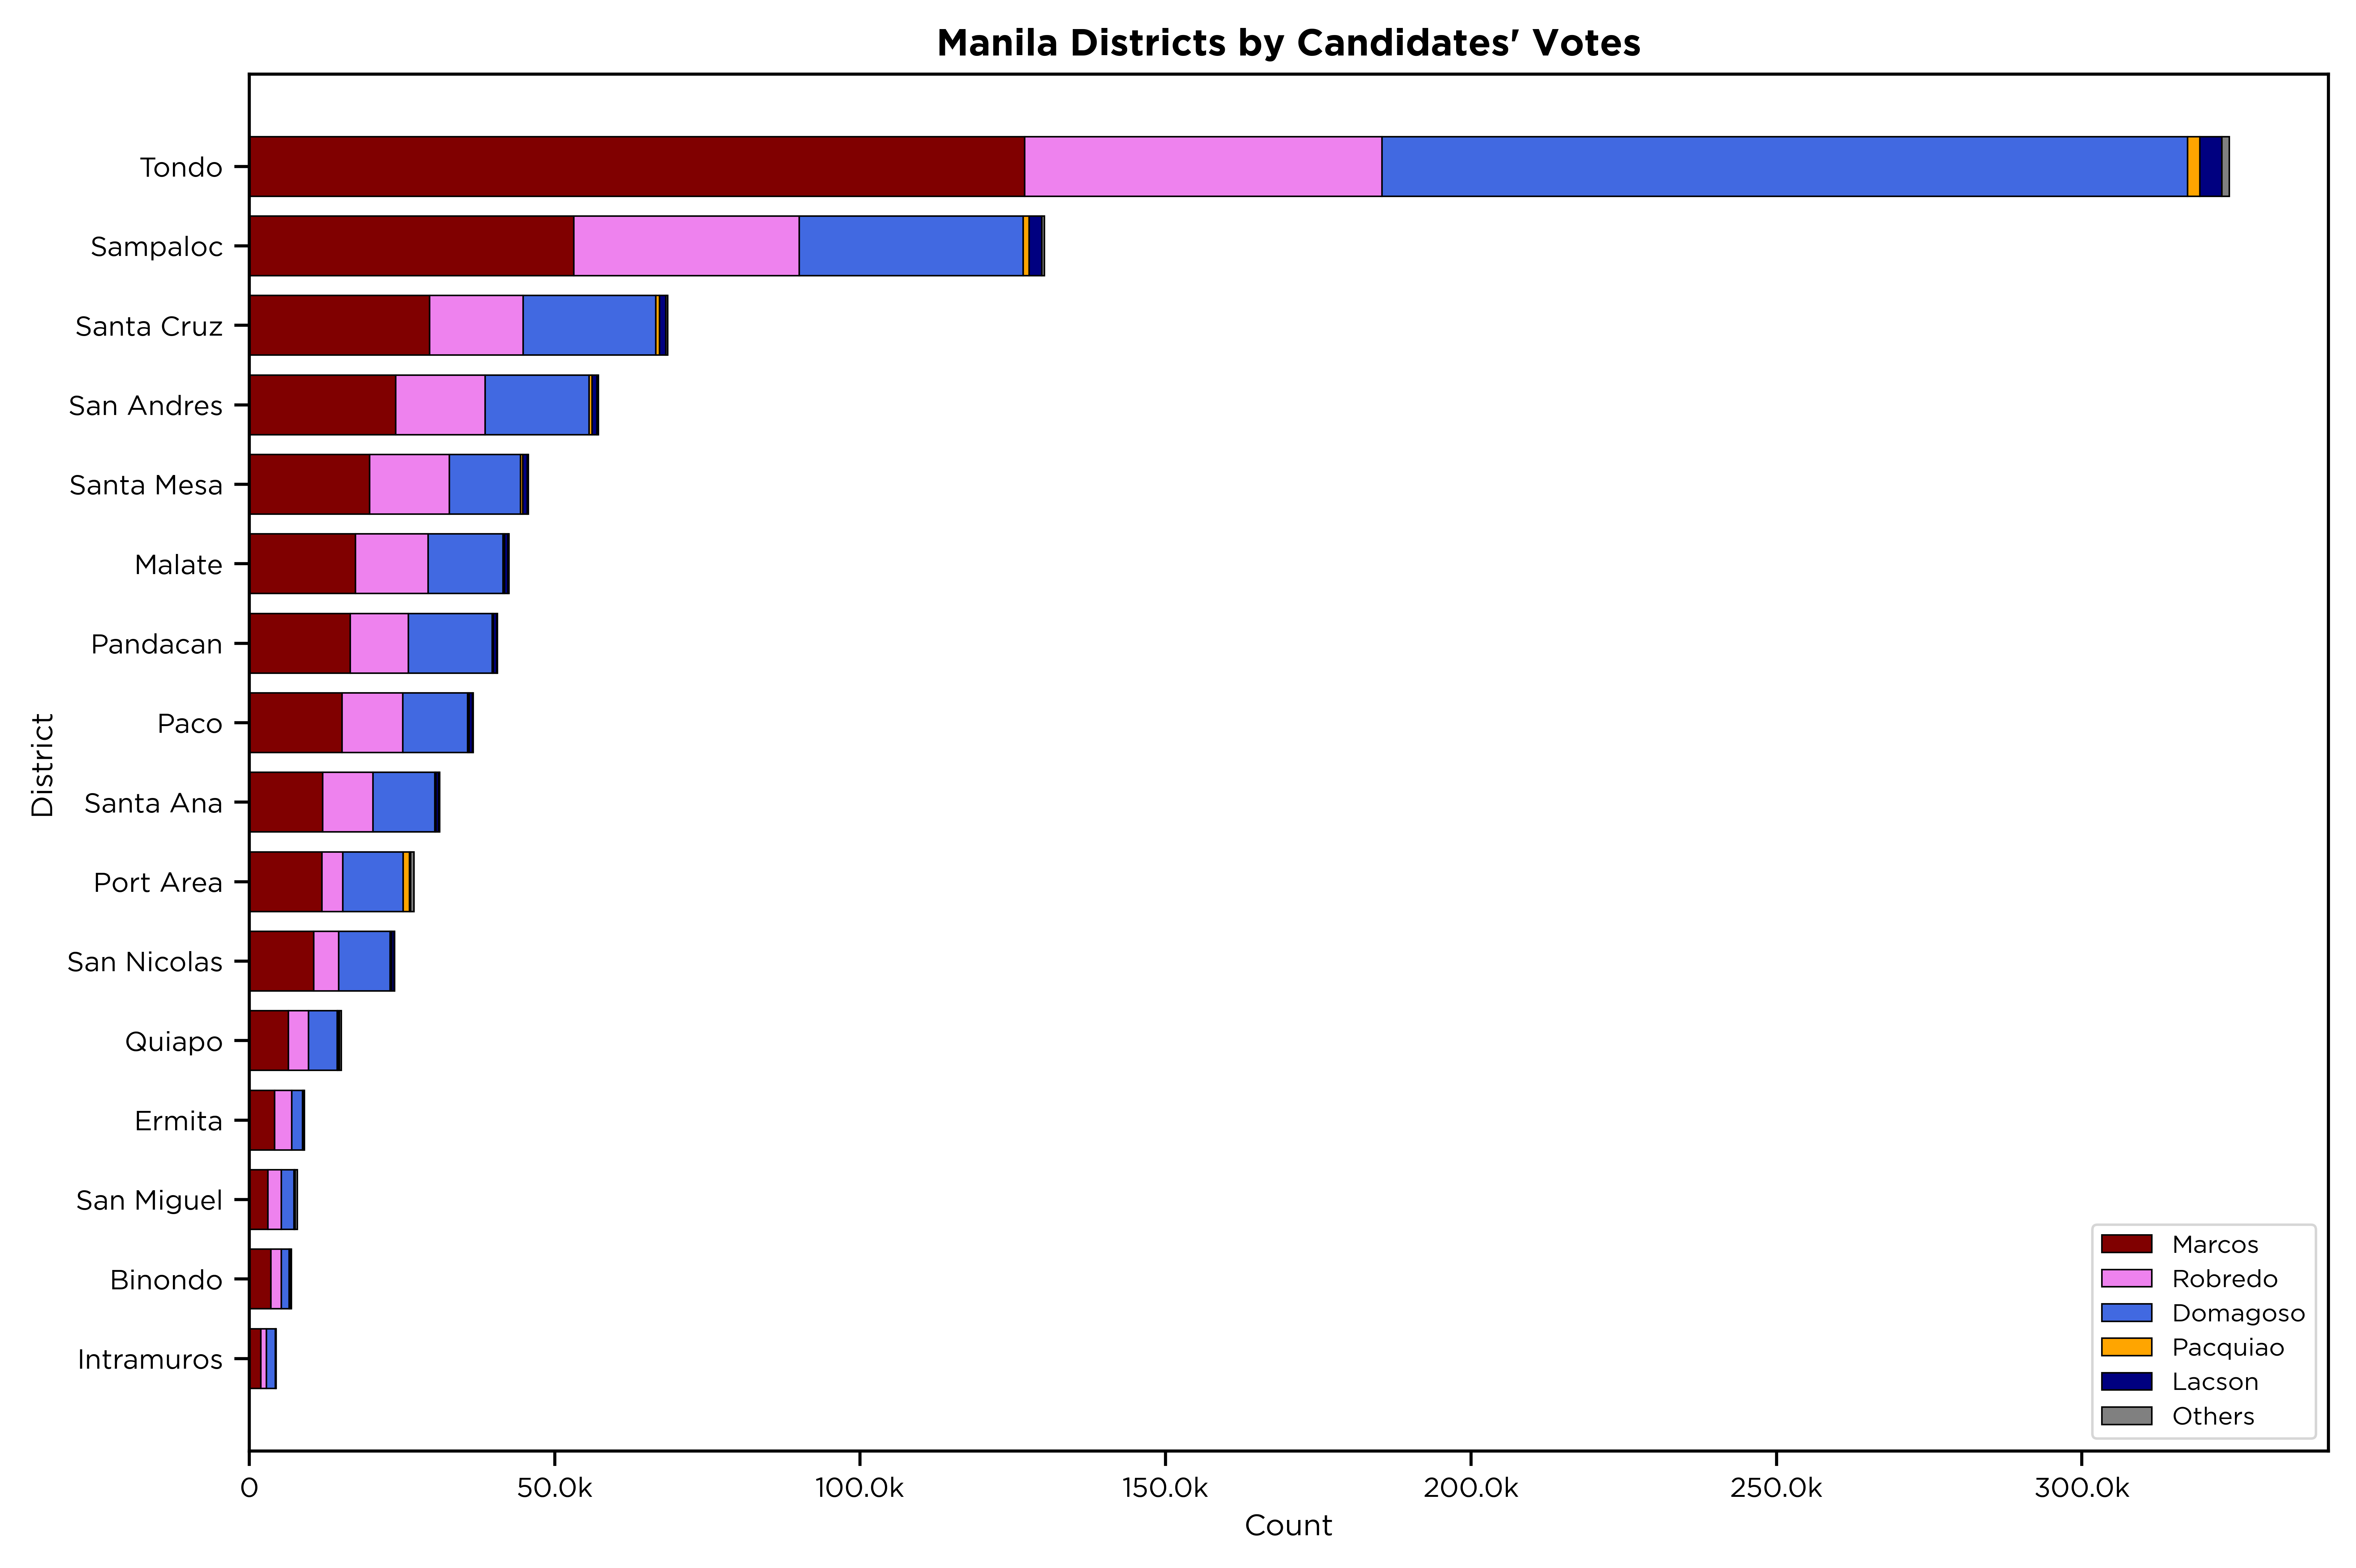 Manila Districts by Candidates' Votes
Tondo
Sampaloc
Santa Cruz
San Andres
Santa Mesa
Malate
Pandacan
Paco
Santa Ana
Port Area
San Nicolas
Quiapo
Ermita
San Miguel
Binondo
Intramuros
District
Marcos
Robredo
Domagoso
Pacquiao
Lacson
Others
0 50.0k 100.0k 150.0k 200.0k 250.0k 300.0k
Count